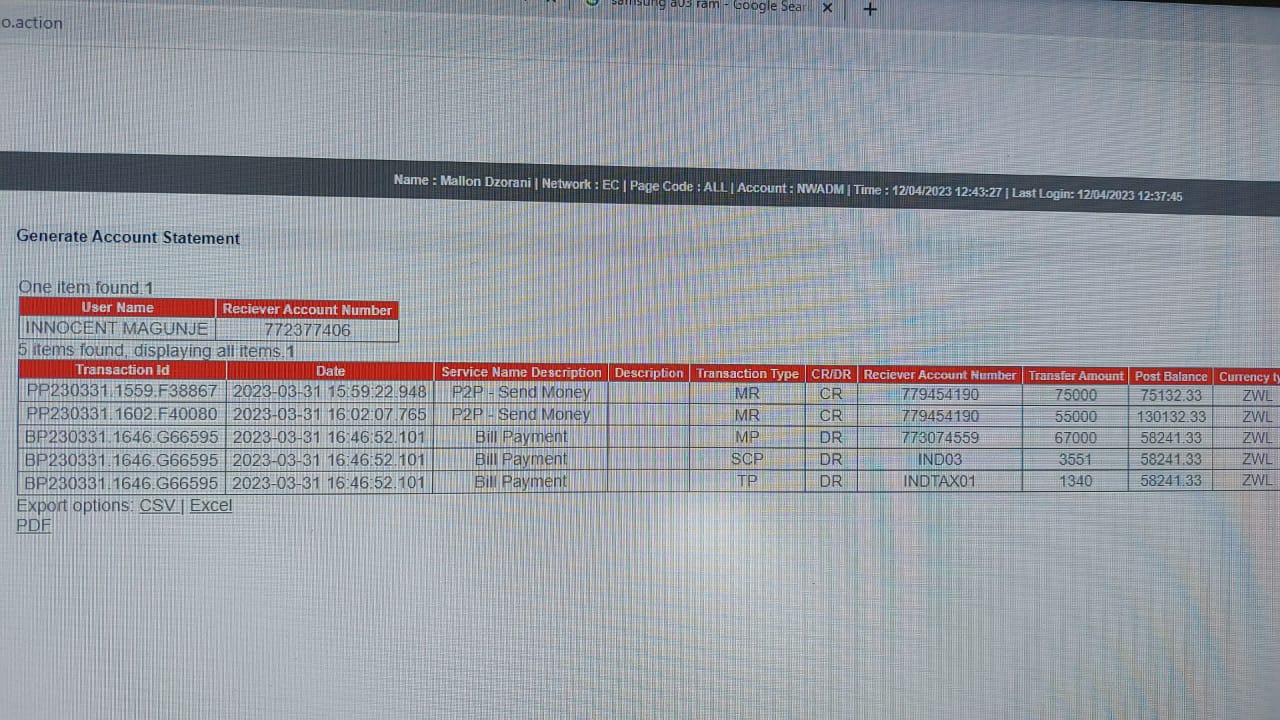 samsung a03 ram - Google Sear
o.action
Name : Mallon Dzorani | Network : EC | Page Code : ALL | Account : NWADM | Time : 12/04/2023 12:43:27 | Last Login: 12/04/2023 12:37:45
Generate Account Statement
One item found.1
User Name Reciever Account Number
INNOCENT MAGUNJE 772377406
5 items found, displaying all items.1
Transaction Id Date Service Name Description Description Transaction Type CR/DR Reciever Account Number Transfer Amount Post Balance Currency ty
PP230331.1559.F38867 2023-03-31 15:59:22.948 P2P - Send Money MR CR 779454190 75000 75132.33 ZWL
PP230331.1602.F40080 2023-03-31 16:02:07.765 P2P - Send Money MR CR 779454190 55000 130132.33 ZWL
BP230331.1646.G66595 2023-03-31 16:46:52.101 Bill Payment MP DR 773074559 67000 58241.33 ZWL
BP230331.1646.G66595 2023-03-31 16:46:52.101 Bill Payment SCP DR IND03 3551 58241.33 ZWL
BP230331.1646.G66595 2023-03-31 16:46:52.101 Bill Payment TP DR INDTAX01 1340 58241.33 ZWL
Export options: CSV | Excel
PDF